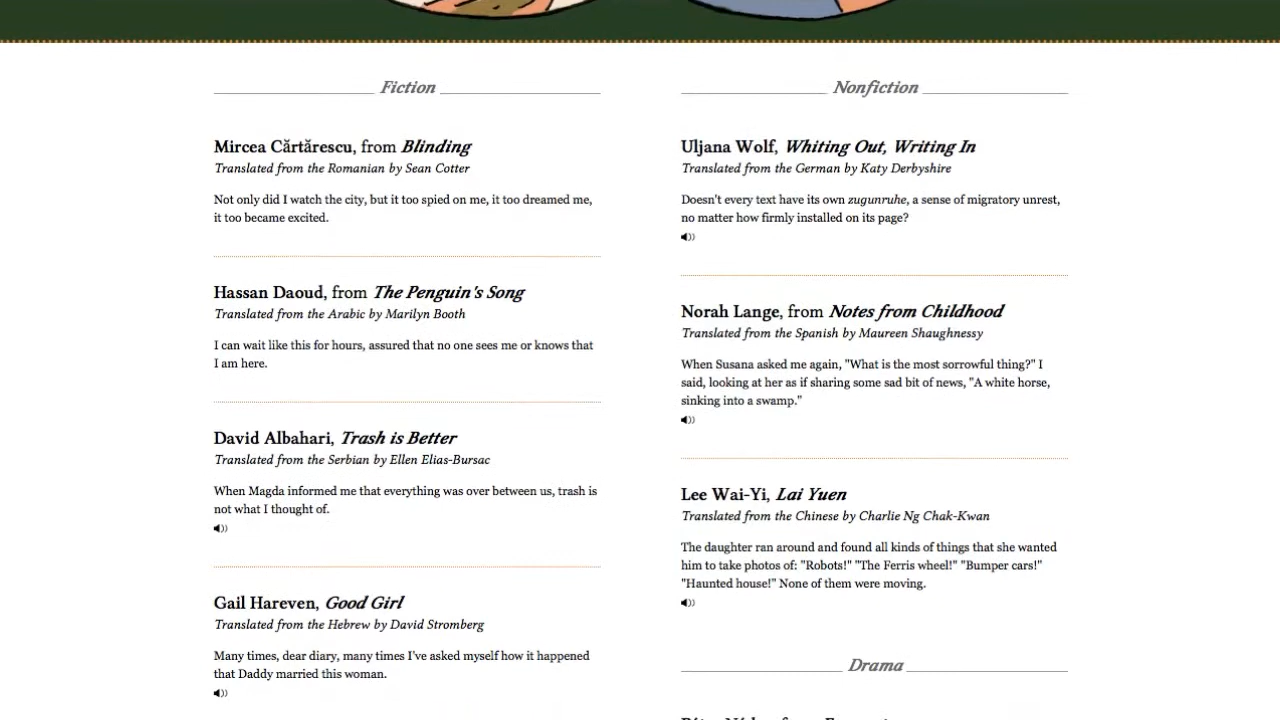 Fiction
Mircea Cărtărescu, from Blinding
Translated from the Romanian by Sean Cotter
Not only did I watch the city, but it too spied on me, it too dreamed me,
it too became excited.
Hassan Daoud, from The Penguin's Song
Translated from the Arabic by Marilyn Booth
I can wait like this for hours, assured that no one sees me or knows that
I am here.
David Albahari, Trash is Better
Translated from the Serbian by Ellen Elias-Bursac
When Magda informed me that everything was over between us, trash is
not what I thought of.
Gail Hareven, Good Girl
Translated from the Hebrew by David Stromberg
Many times, dear diary, many times I've asked myself how it happened
that Daddy married this woman.
Nonfiction
Uljana Wolf, Whiting Out, Writing In
Translated from the German by Katy Derbyshire
Doesn't every text have its own zugunruhe, a sense of migratory unrest,
no matter how firmly installed on its page?
Norah Lange, from Notes from Childhood
Translated from the Spanish by Maureen Shaughnessy
When Susana asked me again, "What is the most sorrowful thing?" I
said, looking at her as if sharing some sad bit of news, "A white horse,
sinking into a swamp."
Lee Wai-Yi, Lai Yuen
Translated from the Chinese by Charlie Ng Chak-Kwan
The daughter ran around and found all kinds of things that she wanted
him to take photos of: "Robots!" "The Ferris wheel!" "Bumper cars!"
"Haunted house!" None of them were moving.
Drama